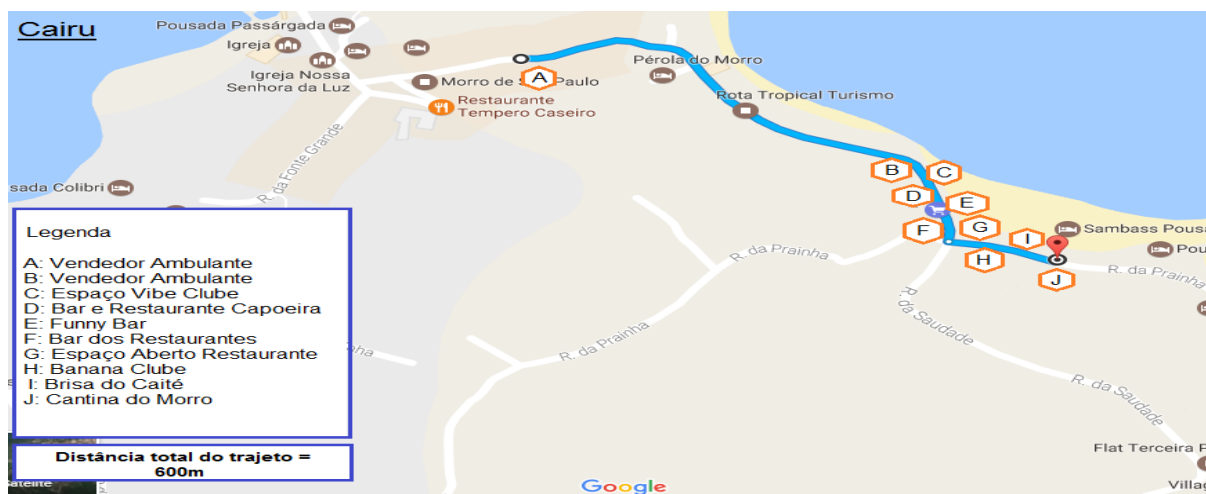 Cairu
Pousada Passárgada
Igreja
Igreja Nossa
Senhora da Luz
Morro de S
Paulo
A
Restaurante
Tempero Caseiro
Pérola do Morro
Rota Tropical Turismo
R. da Fonte Grande
sada Colibri
B
C
D
E
F
G
H
I
J
Sambass Pousa
Pou
R. da Prainha
R. da Prainha
R. da Prainha
R. da Saudade
R. da Saudade
nha
Flat Terceira P
Villag
Legenda
A: Vendedor Ambulante
B: Vendedor Ambulante
C: Espaço Vibe Clube
D: Bar e Restaurante Capoeira
E: Funny Bar
F: Bar dos Restaurantes
G: Espaço Aberto Restaurante
H: Banana Clube
I: Brisa do Caité
J: Cantina do Morro
Distância total do trajeto =
600m
atélite
Google